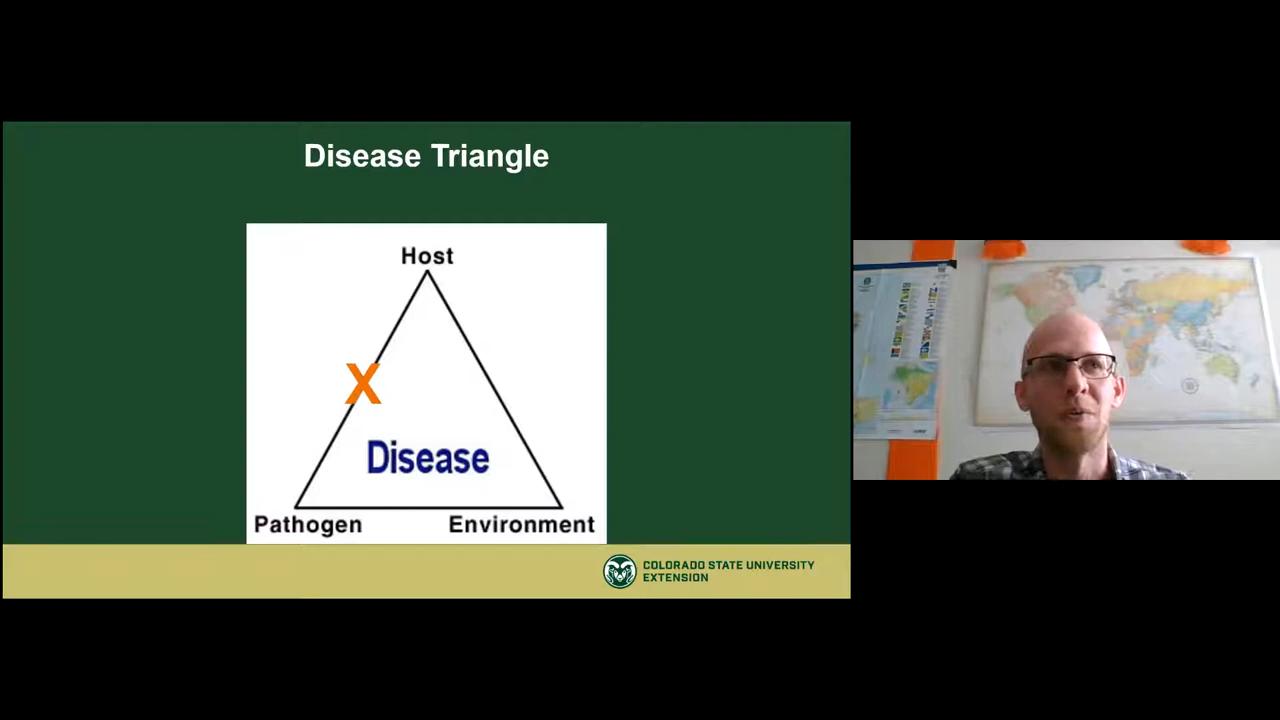 Disease Triangle
Host
X
Disease
Pathogen Environment
COLORADO STATE UNIVERSITY
EXTENSION